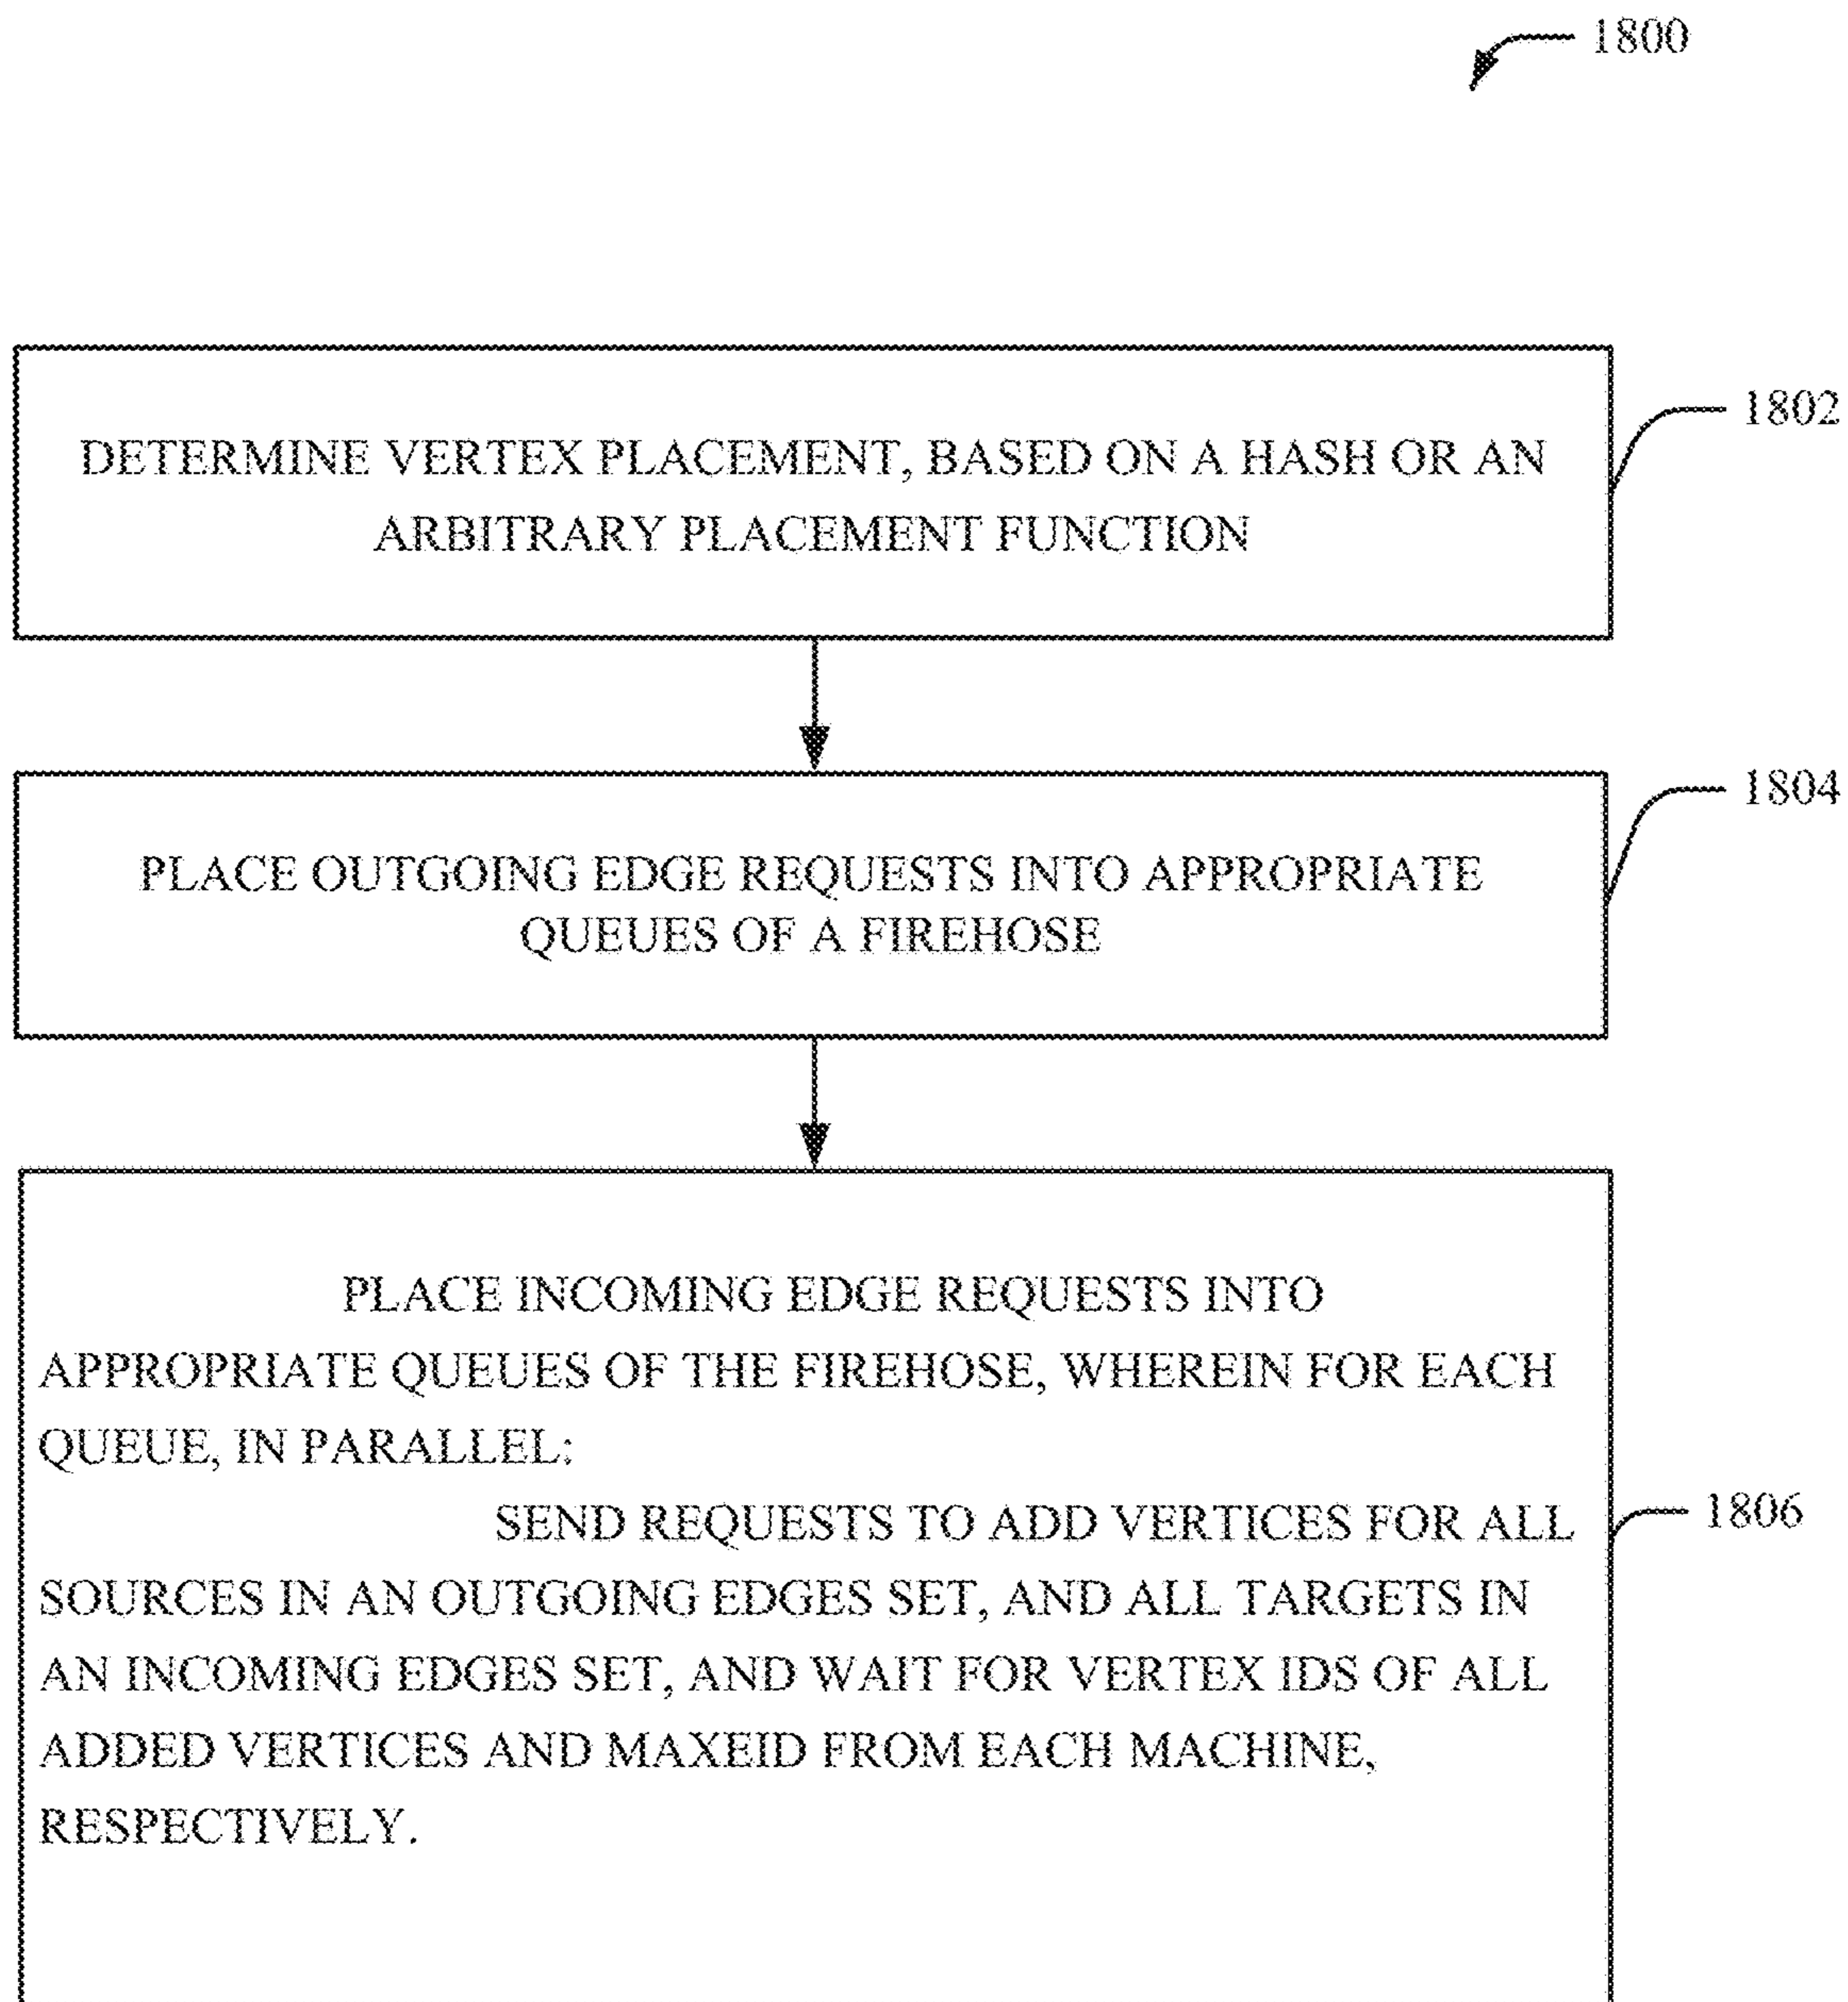 1800
DETERMINE VERTEX PLACEMENT, BASED ON A HASH OR AN
ARBITRARY PLACEMENT FUNCTION
1802
PLACE OUTGOING EDGE REQUESTS INTO APPROPRIATE
QUEUES OF A FIREHOSE
1804
PLACE INCOMING EDGE REQUESTS INTO
APPROPRIATE QUEUES OF THE FIREHOSE, WHEREIN FOR EACH
QUEUE, IN PARALLEL:
SEND REQUESTS TO ADD VERTICES FOR ALL
SOURCES IN AN OUTGOING EDGES SET, AND ALL TARGETS IN
AN INCOMING EDGES SET, AND WAIT FOR VERTEX IDS OF ALL
ADDED VERTICES AND MAXEID FROM EACH MACHINE,
RESPECTIVELY.
1806